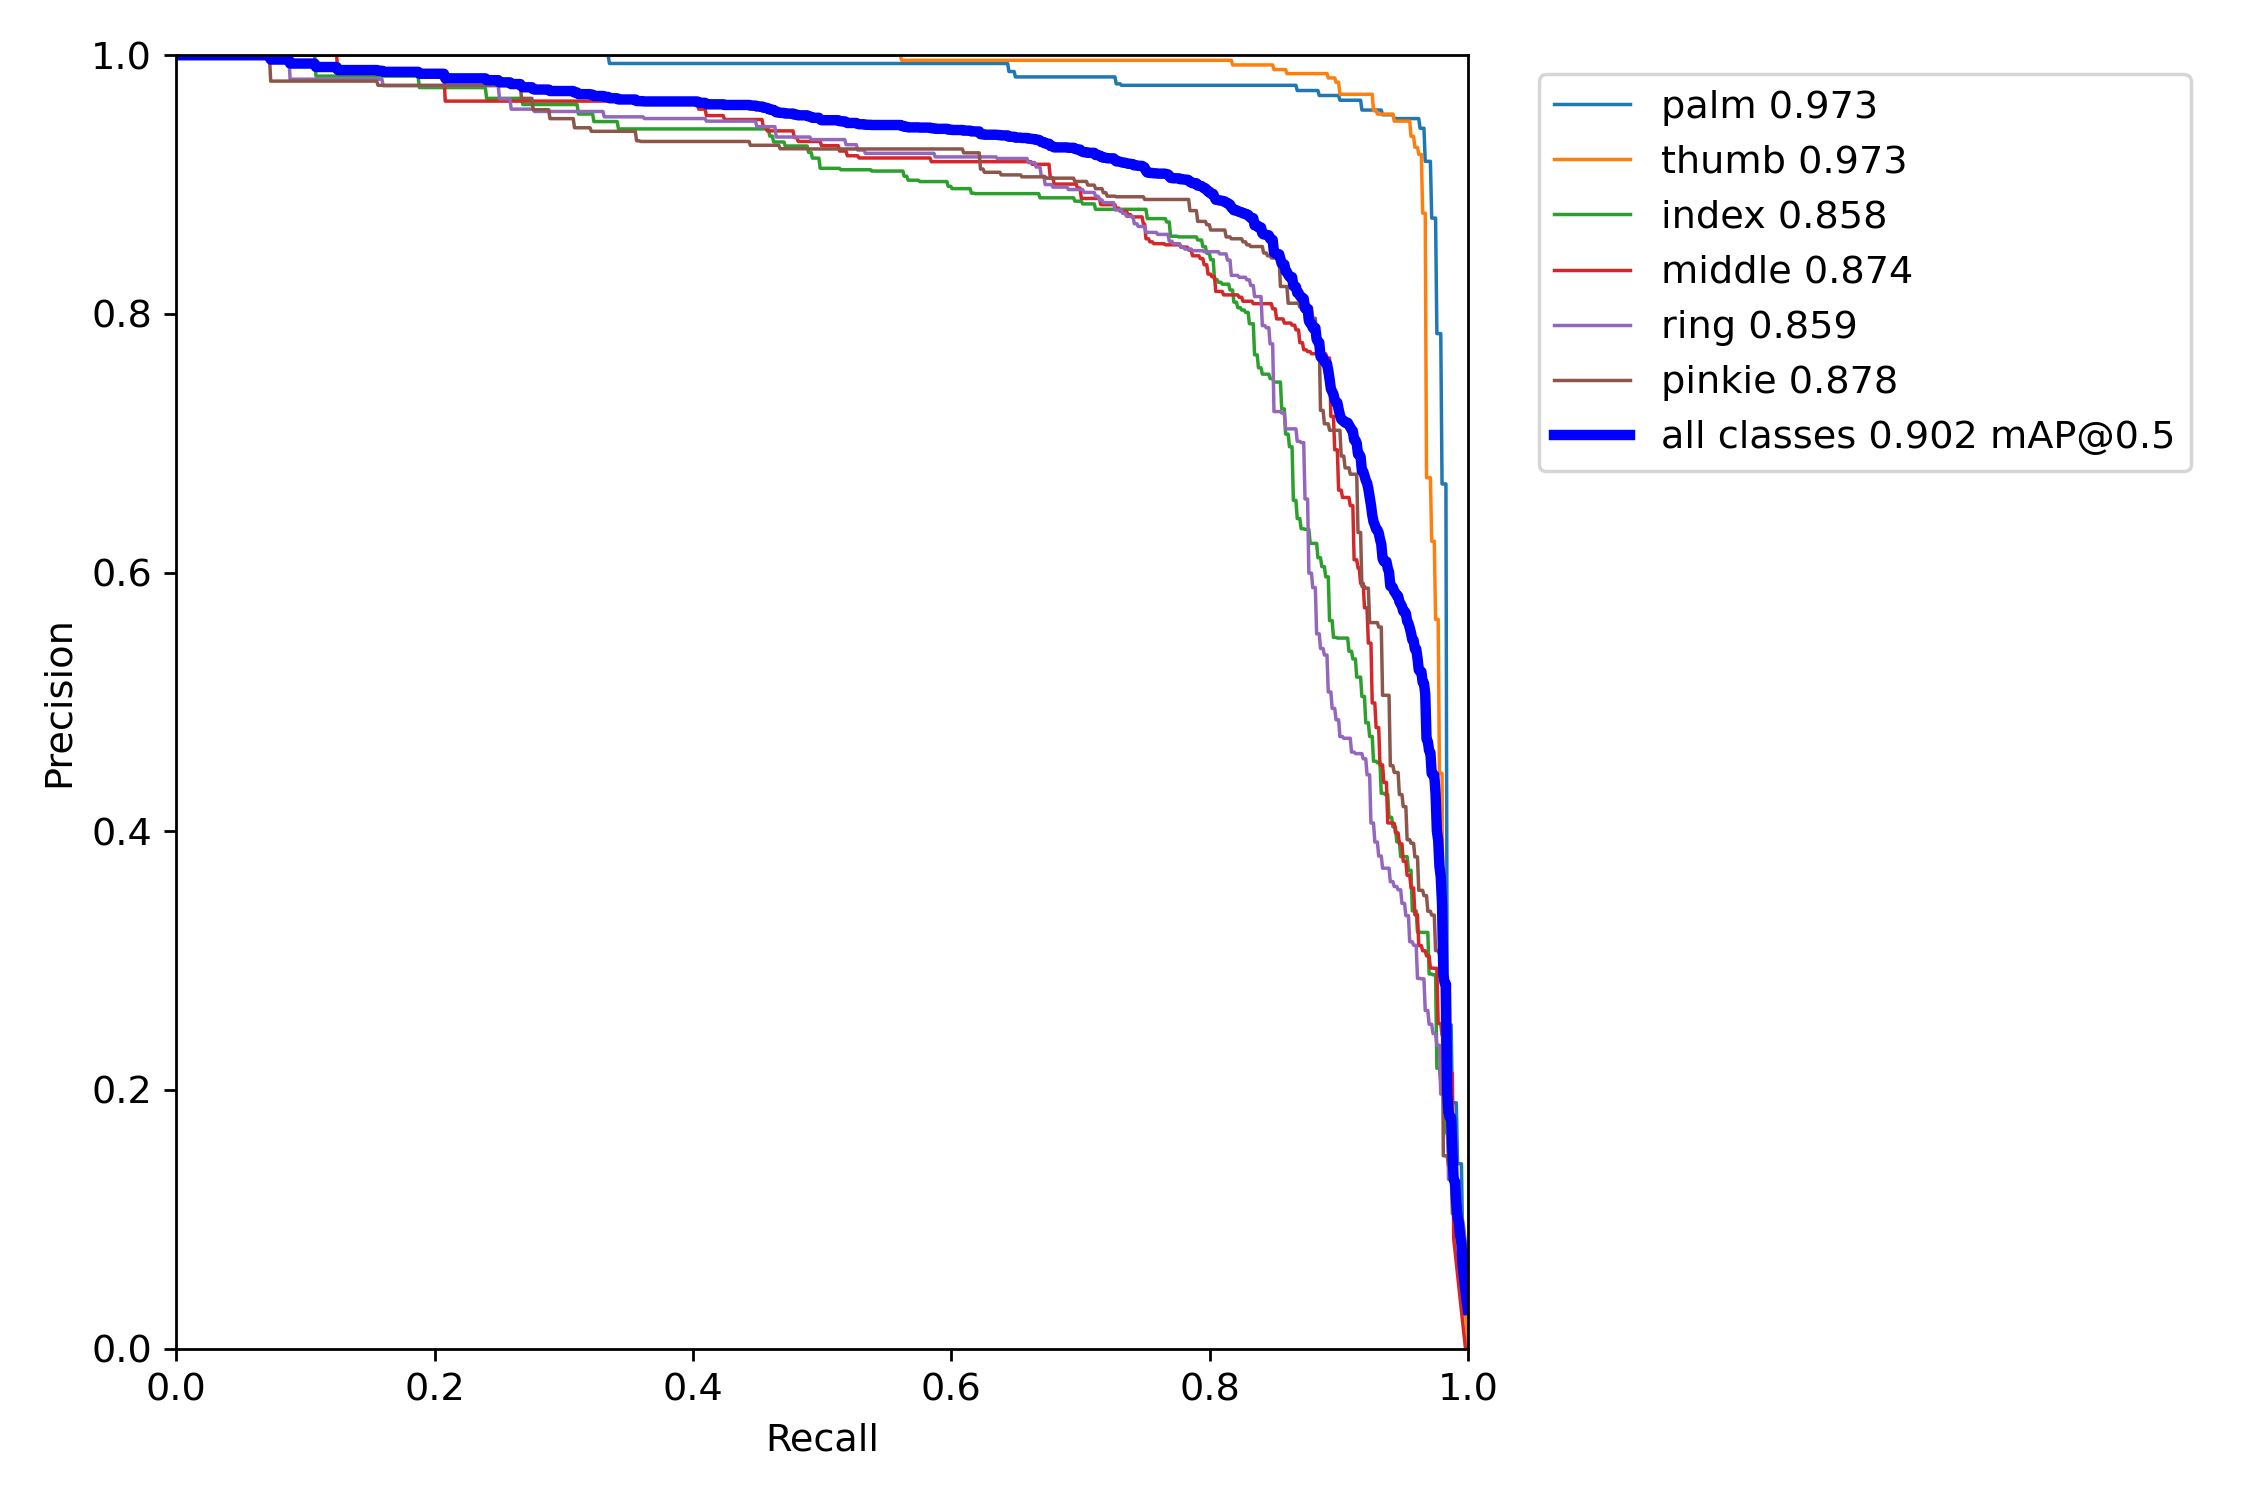 1.0
0.8
0.6
0.4
0.2
0.0
Precision
0.0 0.2 0.4 0.6 0.8 1.0
Recall
palm 0.973
thumb 0.973
index 0.858
middle 0.874
ring 0.859
pinkie 0.878
all classes 0.902 mAP@0.5